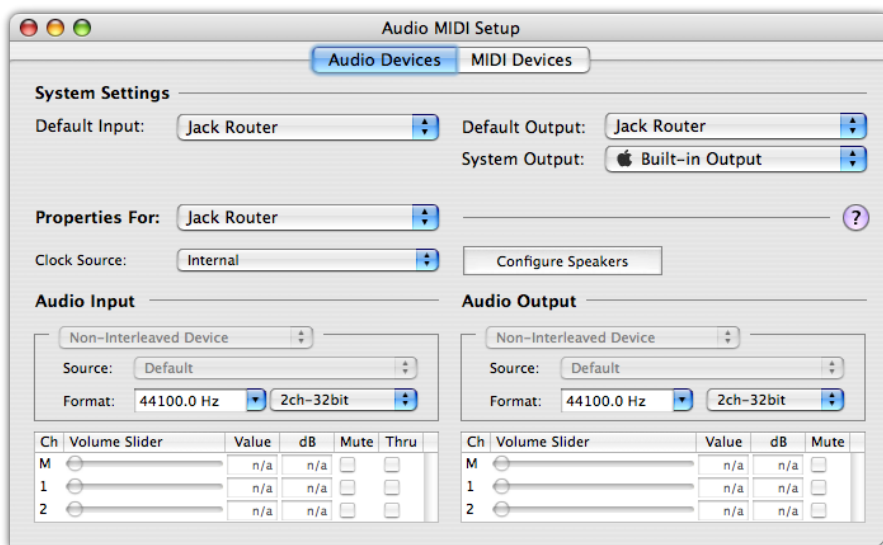 Audio MIDI Setup
Audio Devices MIDI Devices
System Settings
Default Input: Jack Router Default Output: Jack Router
System Output: Built-in Output
Properties For: Jack Router ?
Clock Source: Internal Configure Speakers
Audio Input Audio Output
Non-Interleaved Device Non-Interleaved Device
Source: Default Source: Default
Format: 44100.0 Hz 2ch-32bit Format: 44100.0 Hz 2ch-32bit
Ch Volume Slider Value dB Mute Thru Ch Volume Slider Value dB Mute
M n/a n/a M n/a n/a
1 n/a n/a 1 n/a n/a
2 n/a n/a 2 n/a n/a